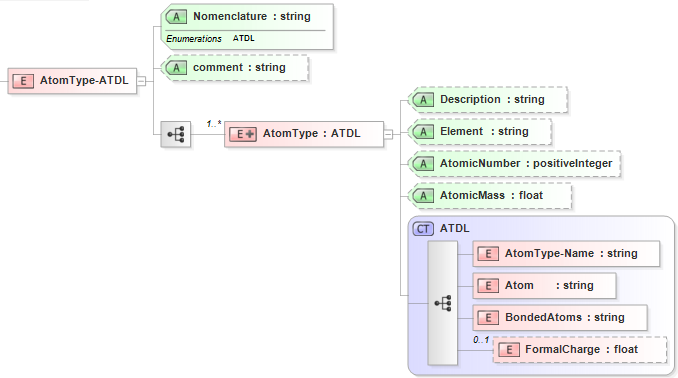 A Nomenclature : string
Enumerations ATDL
E AtomType-ATDL
A comment : string
1..*
E AtomType : ATDL
A Description : string
A Element : string
A AtomicNumber : positiveInteger
A AtomicMass : float
CT ATDL
E AtomType-Name : string
E Atom : string
E BondedAtoms : string
0..1
E FormalCharge : float